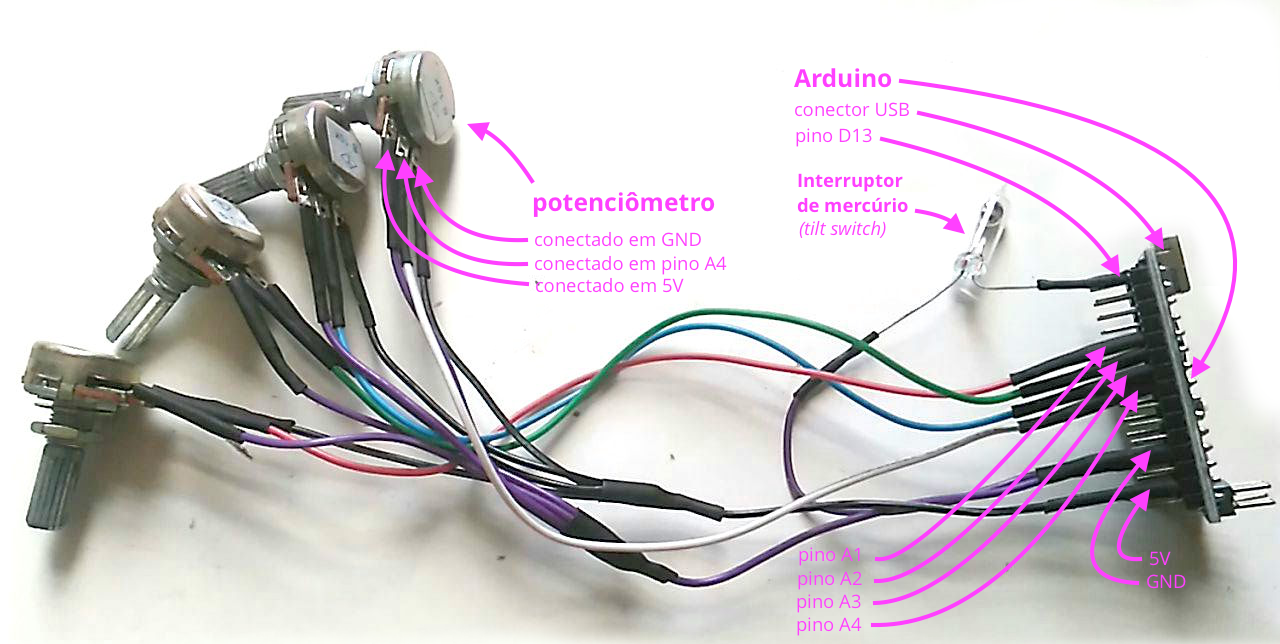 Arduino
conector USB
pino D13
Interruptor
de mercúrio
(tilt switch)
potenciômetro
conectado em GND
conectado em pino A4
conectado em 5V
pino A1
pino A2
pino A3
pino A4
5V
GND